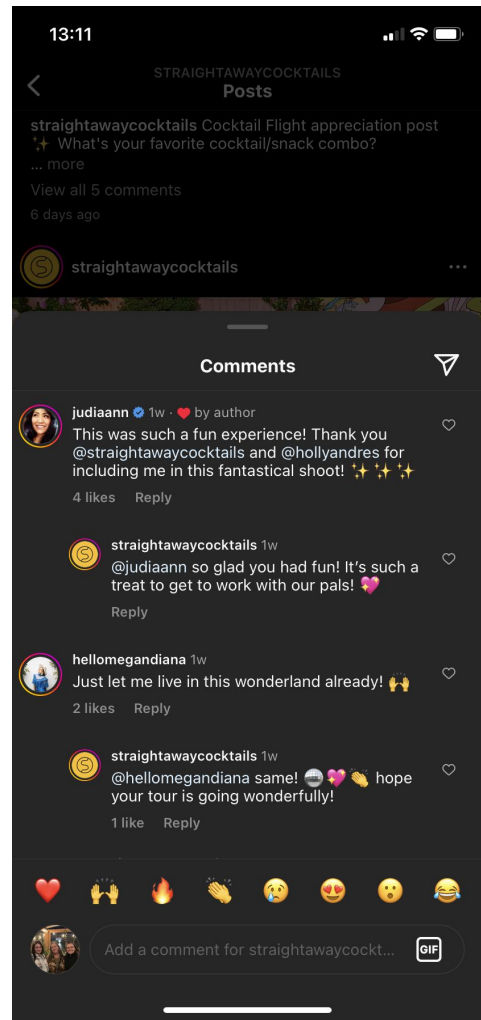 13:11
STRAIGHTAWAYCOCKTAILS
Posts
straightawaycocktails Cocktail Flight appreciation post
✨ What's your favorite cocktail/snack combo?
... more
View all 5 comments
6 days ago
straightawaycocktails
Comments
judiaann 1w · ❤️ by author
This was such a fun experience! Thank you
@straightawaycocktails and @hollyandres for
including me in this fantastical shoot! ✨✨✨
4 likes Reply
straightawaycocktails 1w
@judiaann so glad you had fun! It's such a
treat to get to work with our pals! 💖
Reply
hellomegandiana 1w
Just let me live in this wonderland already! 🙌
2 likes Reply
straightawaycocktails 1w
@hellomegandiana same! 🪩💖👏 hope
your tour is going wonderfully!
1 like Reply
Add a comment for straightawaycockt...
GIF